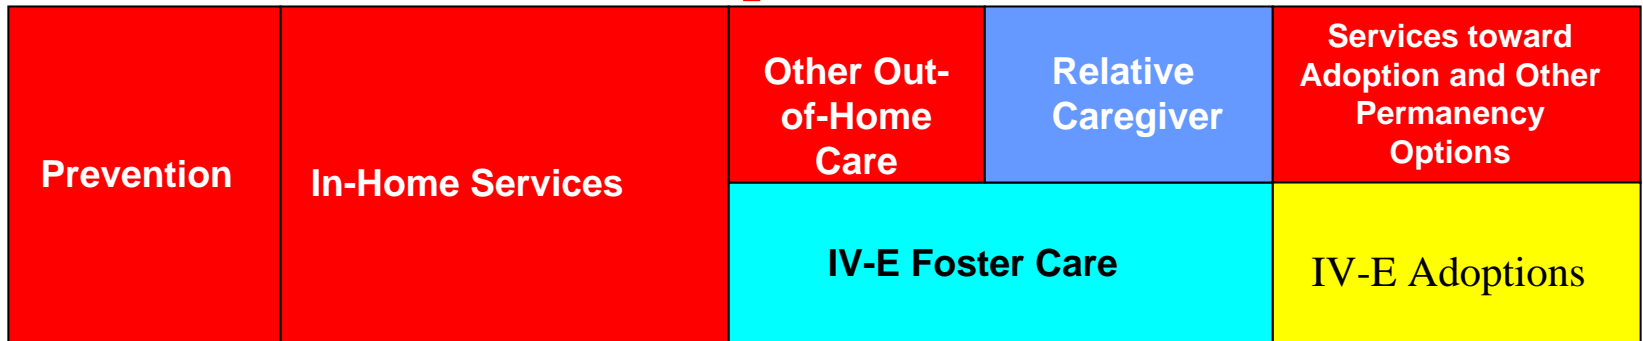 Prevention
In-Home Services
Other Out-
of-Home
Care
Relative
Caregiver
Services toward
Adoption and Other
Permanency
Options
IV-E Foster Care
IV-E Adoptions